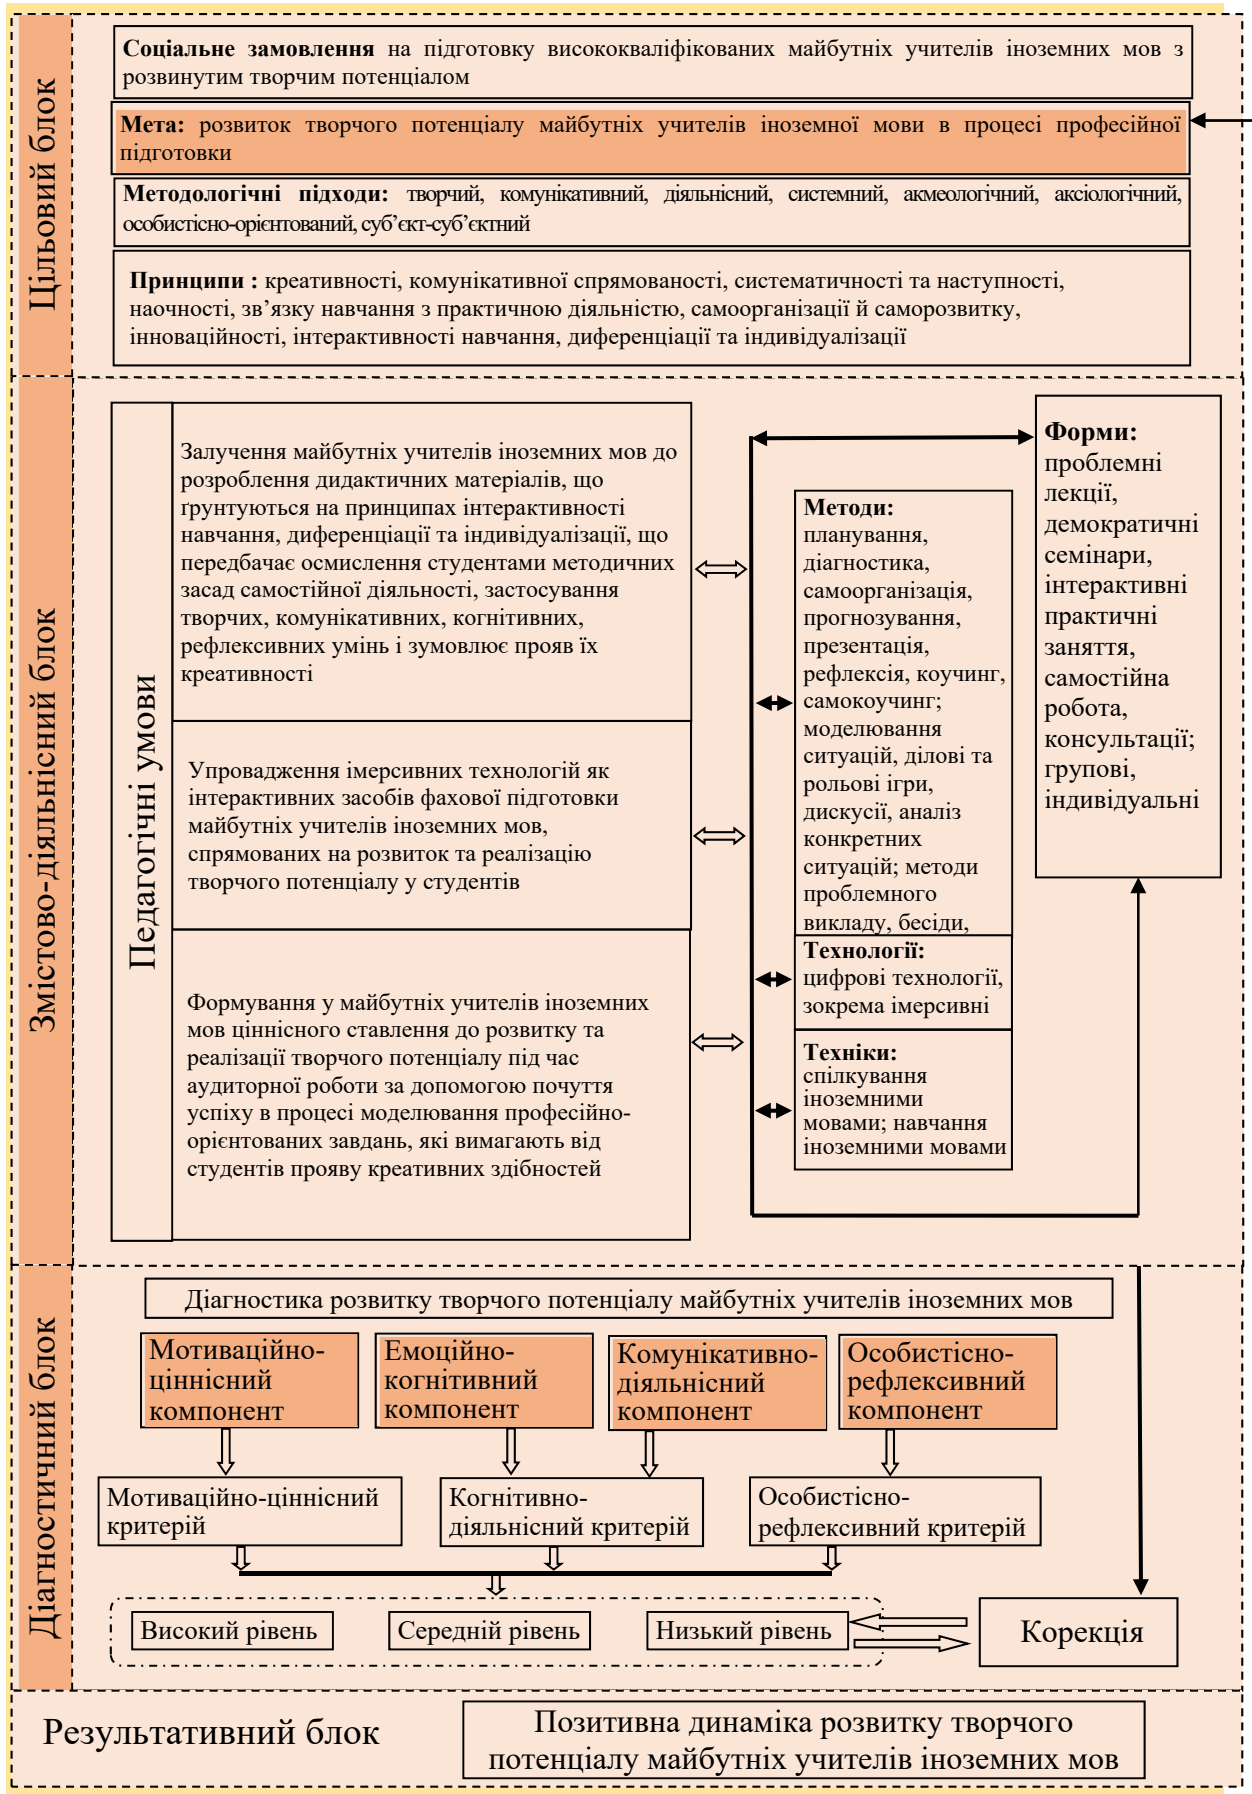 Цільовий блок
Соціальне замовлення на підготовку висококваліфікованих майбутніх учителів іноземних мов з
розвинутим творчим потенціалом
Мета: розвиток творчого потенціалу майбутніх учителів іноземної мови в процесі професійної
підготовки
Методологічні підходи: творчий, комунікативний, діяльнісний, системний, акмеологічний, аксіологічний,
особистісно-орієнтований, суб’єкт-суб’єктний
Принципи : креативності, комунікативної спрямованості, систематичності та наступності,
наочності, зв’язку навчання з практичною діяльністю, самоорганізації й саморозвитку,
інноваційності, інтерактивності навчання, диференціації та індивідуалізації
Змістово-діяльнісний блок
Педагогічні умови
Залучення майбутніх учителів іноземних мов до
розроблення дидактичних матеріалів, що
ґрунтуються на принципах інтерактивності
навчання, диференціації та індивідуалізації, що
передбачає осмислення студентами методичних
засад самостійної діяльності, застосування
творчих, комунікативних, когнітивних,
рефлексивних умінь і зумовлює прояв їх
креативності
Упровадження імерсивних технологій як
інтерактивних засобів фахової підготовки
майбутніх учителів іноземних мов,
спрямованих на розвиток та реалізацію
творчого потенціалу у студентів
Формування у майбутніх учителів іноземних
мов ціннісного ставлення до розвитку та
реалізації творчого потенціалу під час
аудиторної роботи за допомогою почуття
успіху в процесі моделювання професійно-
орієнтованих завдань, які вимагають від
студентів прояву креативних здібностей
Методи:
планування,
діагностика,
самоорганізація,
прогнозування,
презентація,
рефлексія, коучинг,
самокоучинг;
моделювання
ситуацій, ділові та
рольові ігри,
дискусії, аналіз
конкретних
ситуацій; методи
проблемного
викладу, бесіди,
Технології:
цифрові технології,
зокрема імерсивні
Техніки:
спілкування
іноземними
мовами; навчання
іноземними мовами
Форми:
проблемні
лекції,
демократичні
семінари,
інтерактивні
практичні
заняття,
самостійна
робота,
консультації;
групові,
індивідуальні
Діагностичний блок
Діагностика розвитку творчого потенціалу майбутніх учителів іноземних мов
Мотиваційно-
ціннісний
компонент
Емоційно-
когнітивний
компонент
Комунікативно-
діяльнісний
компонент
Особистісно-
рефлексивний
компонент
Мотиваційно-ціннісний
критерій
Когнітивно-
діяльнісний критерій
Особистісно-
рефлексивний критерій
Високий рівень
Середній рівень
Низький рівень
Корекція
Результативний блок
Позитивна динаміка розвитку творчого
потенціалу майбутніх учителів іноземних мов